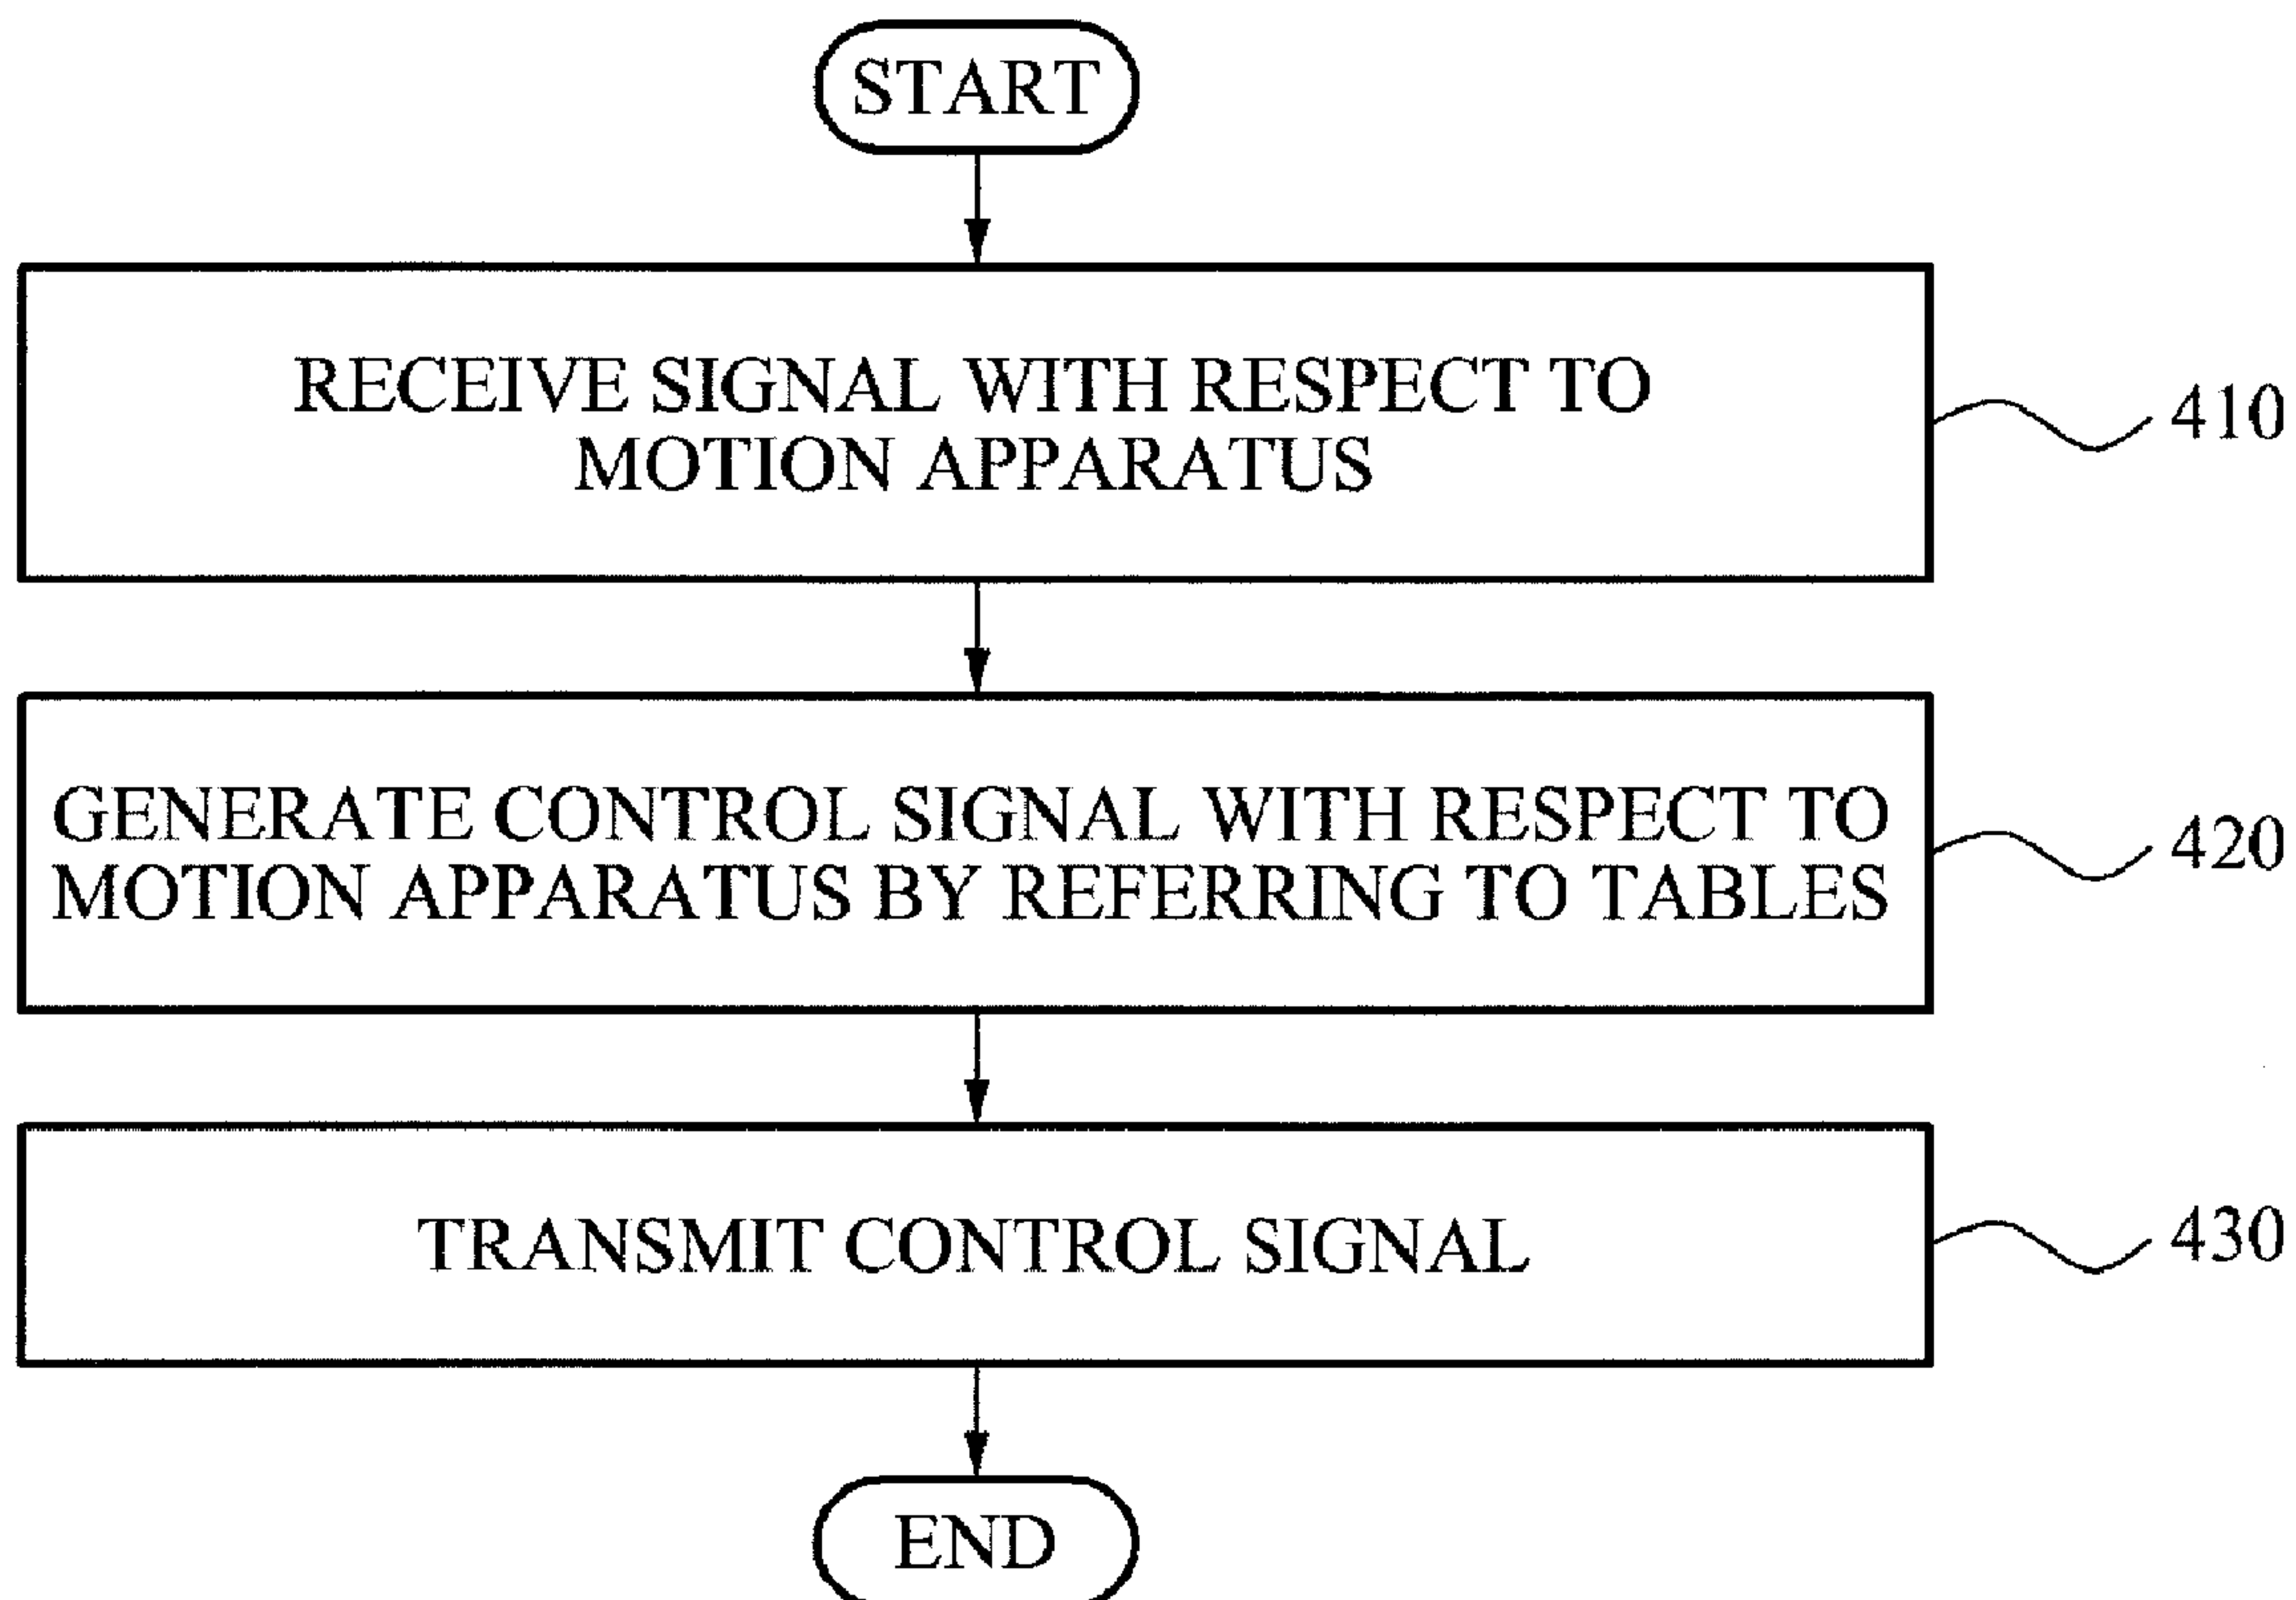 START
RECEIVE SIGNAL WITH RESPECT TO
MOTION APPARATUS
410
GENERATE CONTROL SIGNAL WITH RESPECT TO
MOTION APPARATUS BY REFERRING TO TABLES
420
TRANSMIT CONTROL SIGNAL
430
END